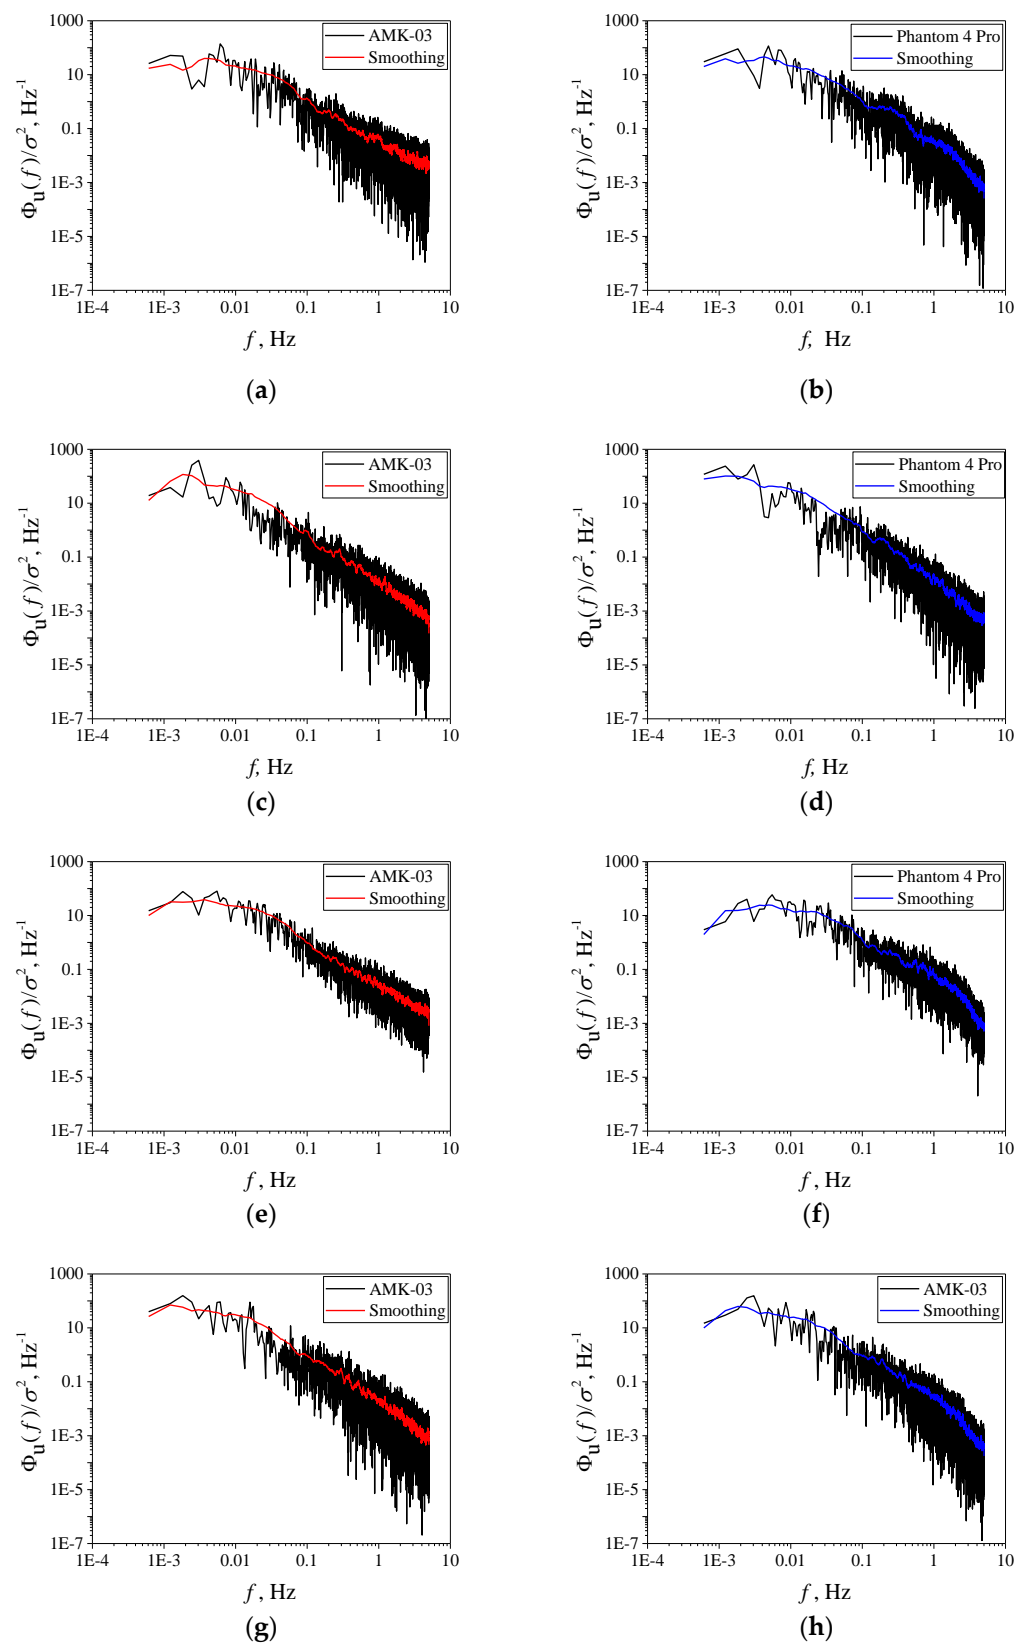 1000
10
0.1
1E-3
1E-5
1E-7
1E-4 1E-3 0.01 0.1 1 10
Φu(f)/σ², Hz⁻¹
f , Hz
AMK-03
Smoothing
(a)
1000
10
0.1
1E-3
1E-5
1E-7
1E-4 1E-3 0.01 0.1 1 10
Φu(f)/σ², Hz⁻¹
f, Hz
Phantom 4 Pro
Smoothing
(b)
1000
10
0.1
1E-3
1E-5
1E-7
1E-4 1E-3 0.01 0.1 1 10
Φu(f)/σ², Hz⁻¹
f, Hz
AMK-03
Smoothing
(c)
1000
10
0.1
1E-3
1E-5
1E-7
1E-4 1E-3 0.01 0.1 1 10
Φu(f)/σ², Hz⁻¹
f, Hz
Phantom 4 Pro
Smoothing
(d)
1000
10
0.1
1E-3
1E-5
1E-7
1E-4 1E-3 0.01 0.1 1 10
Φu(f)/σ², Hz⁻¹
f , Hz
AMK-03
Smoothing
(e)
1000
10
0.1
1E-3
1E-5
1E-7
1E-4 1E-3 0.01 0.1 1 10
Φu(f)/σ², Hz⁻¹
f , Hz
Phantom 4 Pro
Smoothing
(f)
1000
10
0.1
1E-3
1E-5
1E-7
1E-4 1E-3 0.01 0.1 1 10
Φu(f)/σ², Hz⁻¹
f , Hz
AMK-03
Smoothing
(g)
1000
10
0.1
1E-3
1E-5
1E-7
1E-4 1E-3 0.01 0.1 1 10
Φu(f)/σ², Hz⁻¹
f , Hz
AMK-03
Smoothing
(h)